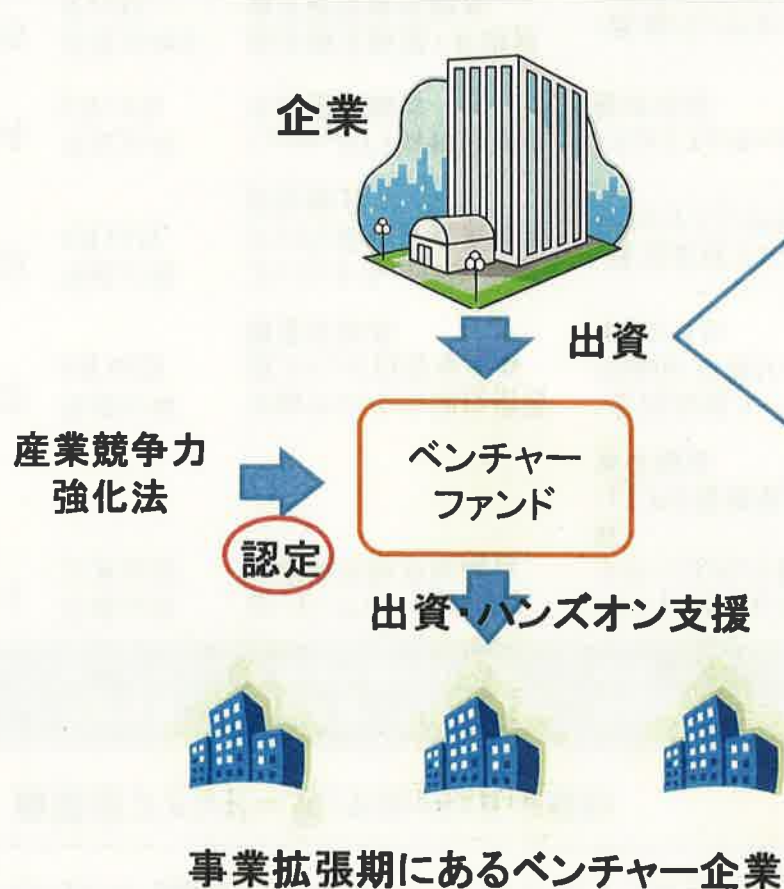 企業
出資
産業競争力
強化法
認定
ベンチャー
ファンド
出資・ハンズオン支援
事業拡張期にあるベンチャー企業